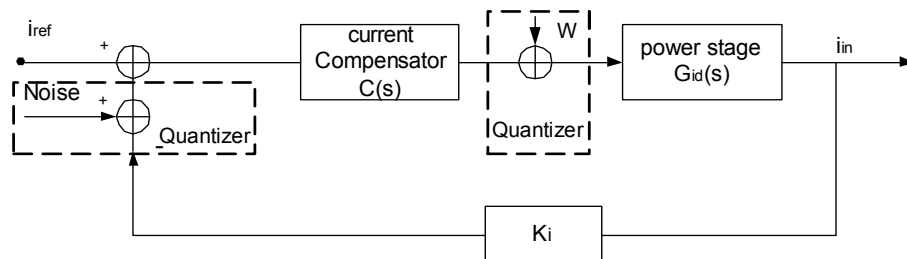 iref
+
current
Compensator
C(s)
W
power stage
Gid(s)
iin
Noise
+
-Quantizer
Quantizer
Ki